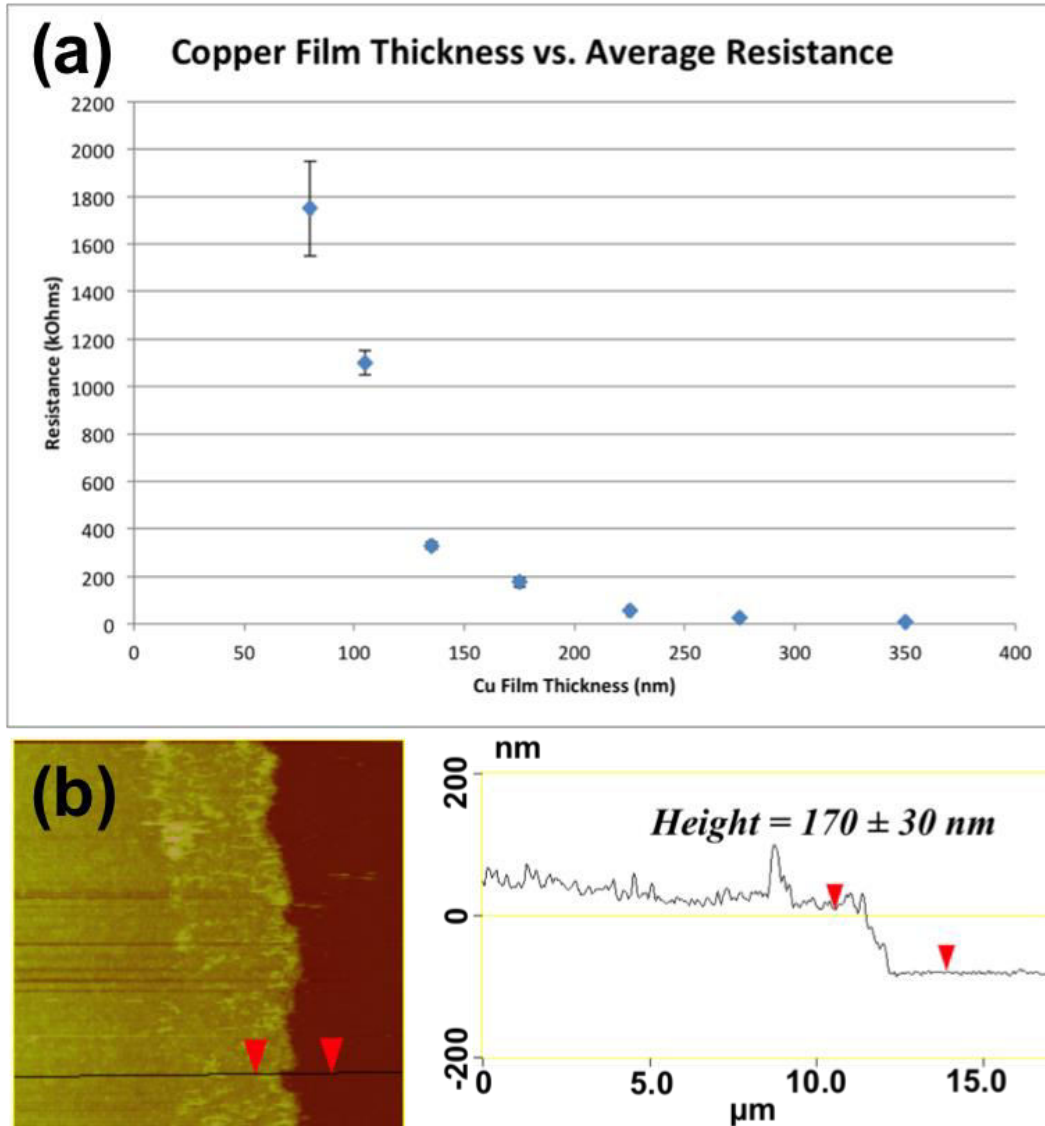 (a)
Copper Film Thickness vs. Average Resistance
2200
2000
1800
1600
1400
1200
1000
800
600
400
200
0
Resistance (kOhms)
0 50 100 150 200 250 300 350 400
Cu Film Thickness (nm)
(b)
nm
200
0
-200
Height = 170 ± 30 nm
0 5.0 10.0 15.0
µm